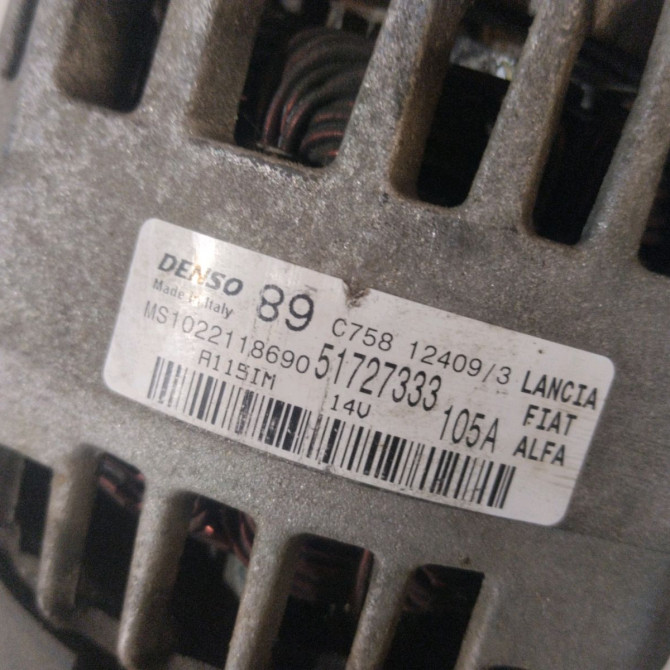 DENSO 89 C758 12409/3 LANCIA
Made in Italy
MS1022118690 51727333 FIAT
A115IM 14V 105A ALFA